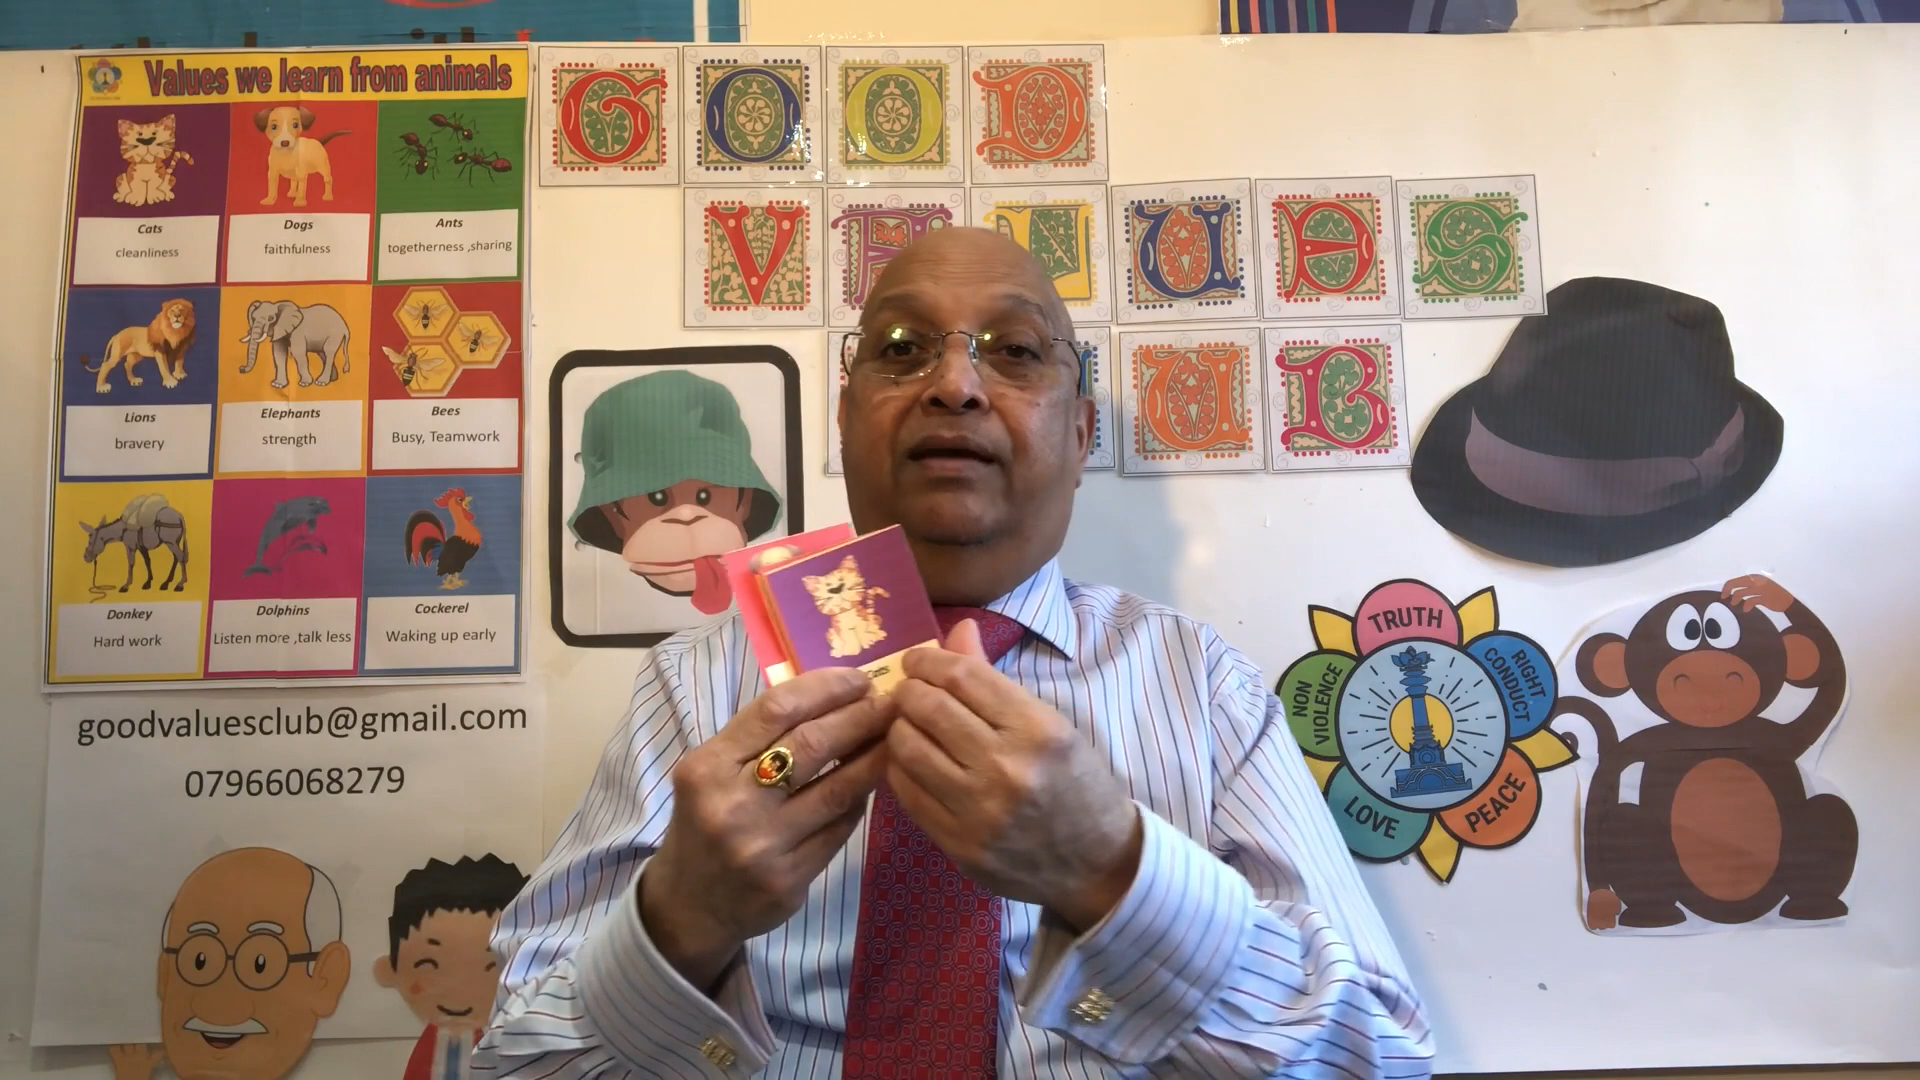 Values we learn from animals
Cats
cleanliness
Dogs
faithfulness
Ants
togetherness ,sharing
Lions
bravery
Elephants
strength
Bees
Busy, Teamwork
Donkey
Hard work
Dolphins
Listen more ,talk less
Cockerel
Waking up early
goodvaluesclub@gmail.com
07966068279
GOOD
VALUES
UB
Cats
TRUTH
RIGHT
CONDUCT
PEACE
LOVE
NON
VIOLENCE